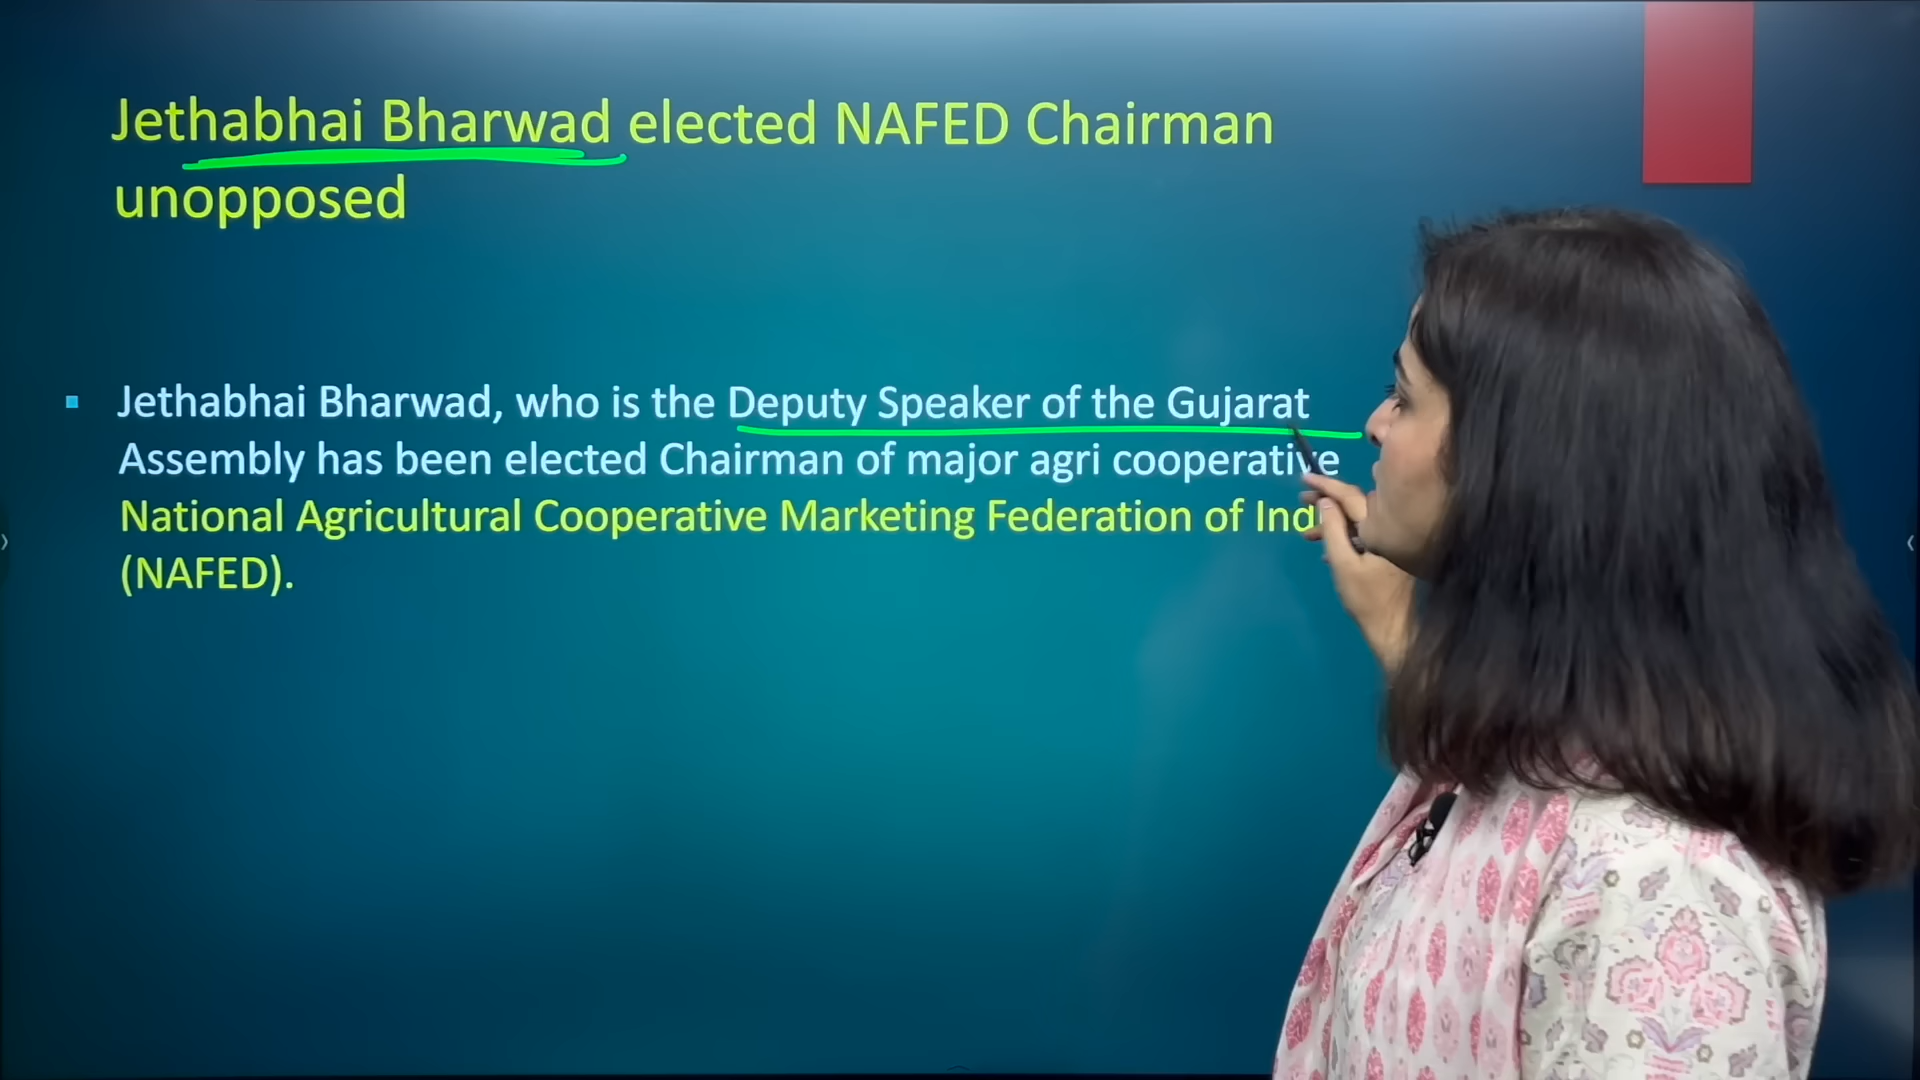 Jethabhai Bharwad elected NAFED Chairman
unopposed
Jethabhai Bharwad, who is the Deputy Speaker of the Gujarat
Assembly has been elected Chairman of major agri cooperative
National Agricultural Cooperative Marketing Federation of Ind
(NAFED).